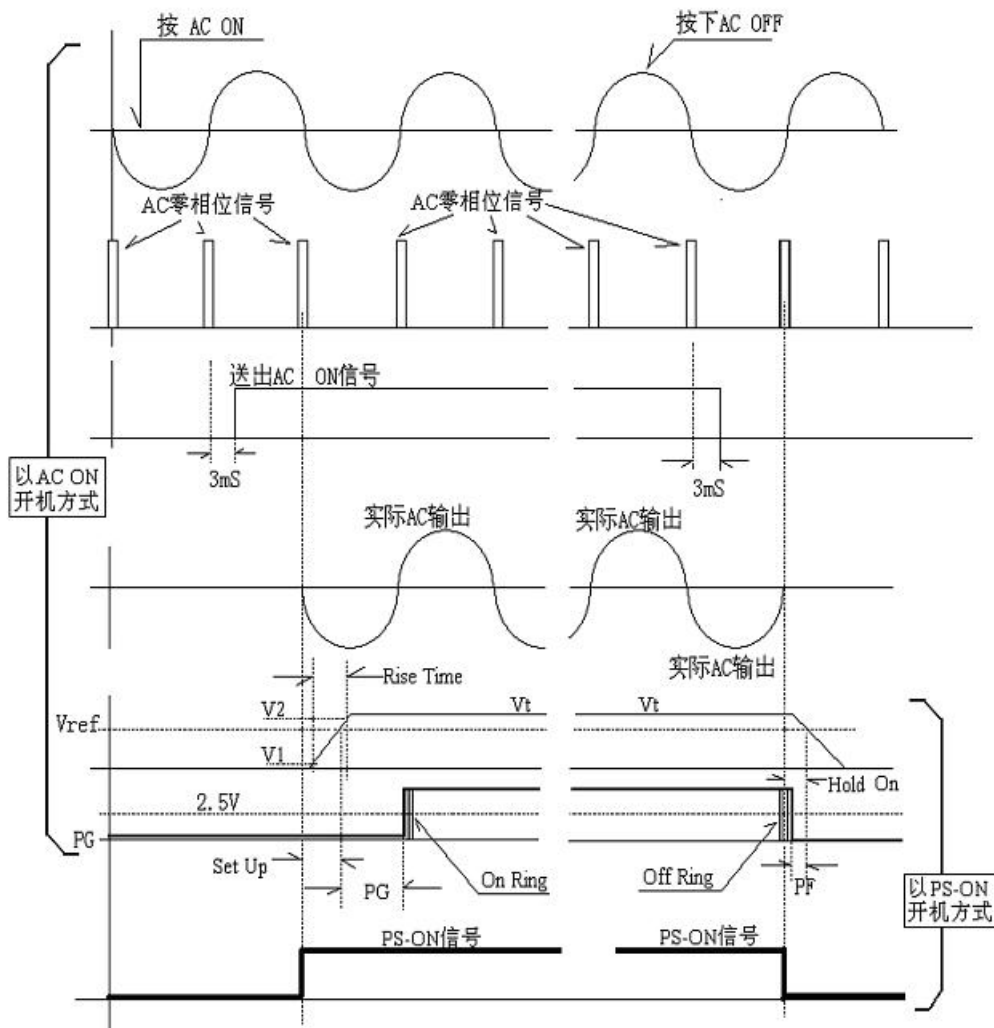 按 AC ON
按下AC OFF
AC零相位信号
AC零相位信号
送出AC ON信号
3mS
3mS
以AC ON
开机方式
实际AC输出
实际AC输出
实际AC输出
Rise Time
V2
Vt
Vt
Vref
V1
Hold On
2.5V
PG
Set Up
On Ring
Off Ring
PG
PF
以PS-ON
开机方式
PS-ON信号
PS-ON信号